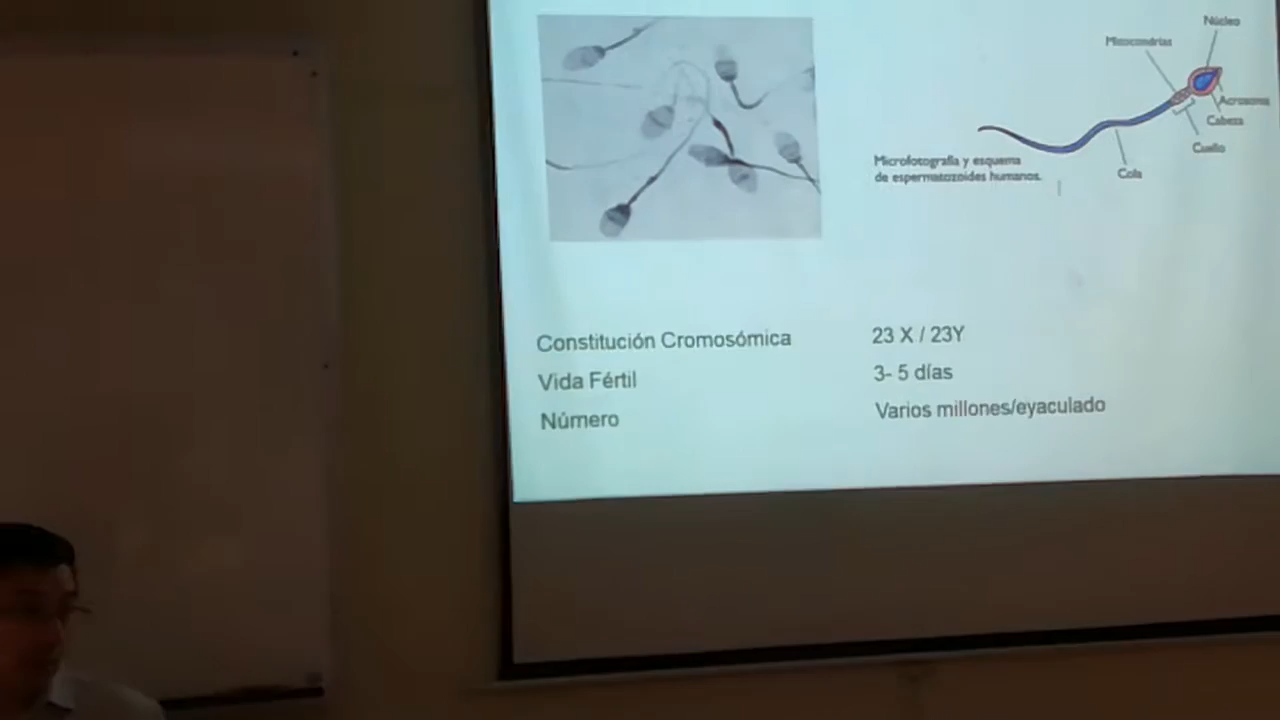 Núcleo
Mitocondrias
Acrosoma
Cabeza
Cuello
Cola
Microfotografía y esquema
de espermatozoides humanos.
Constitución Cromosómica 23 X / 23Y
Vida Fértil 3- 5 días
Número Varios millones/eyaculado